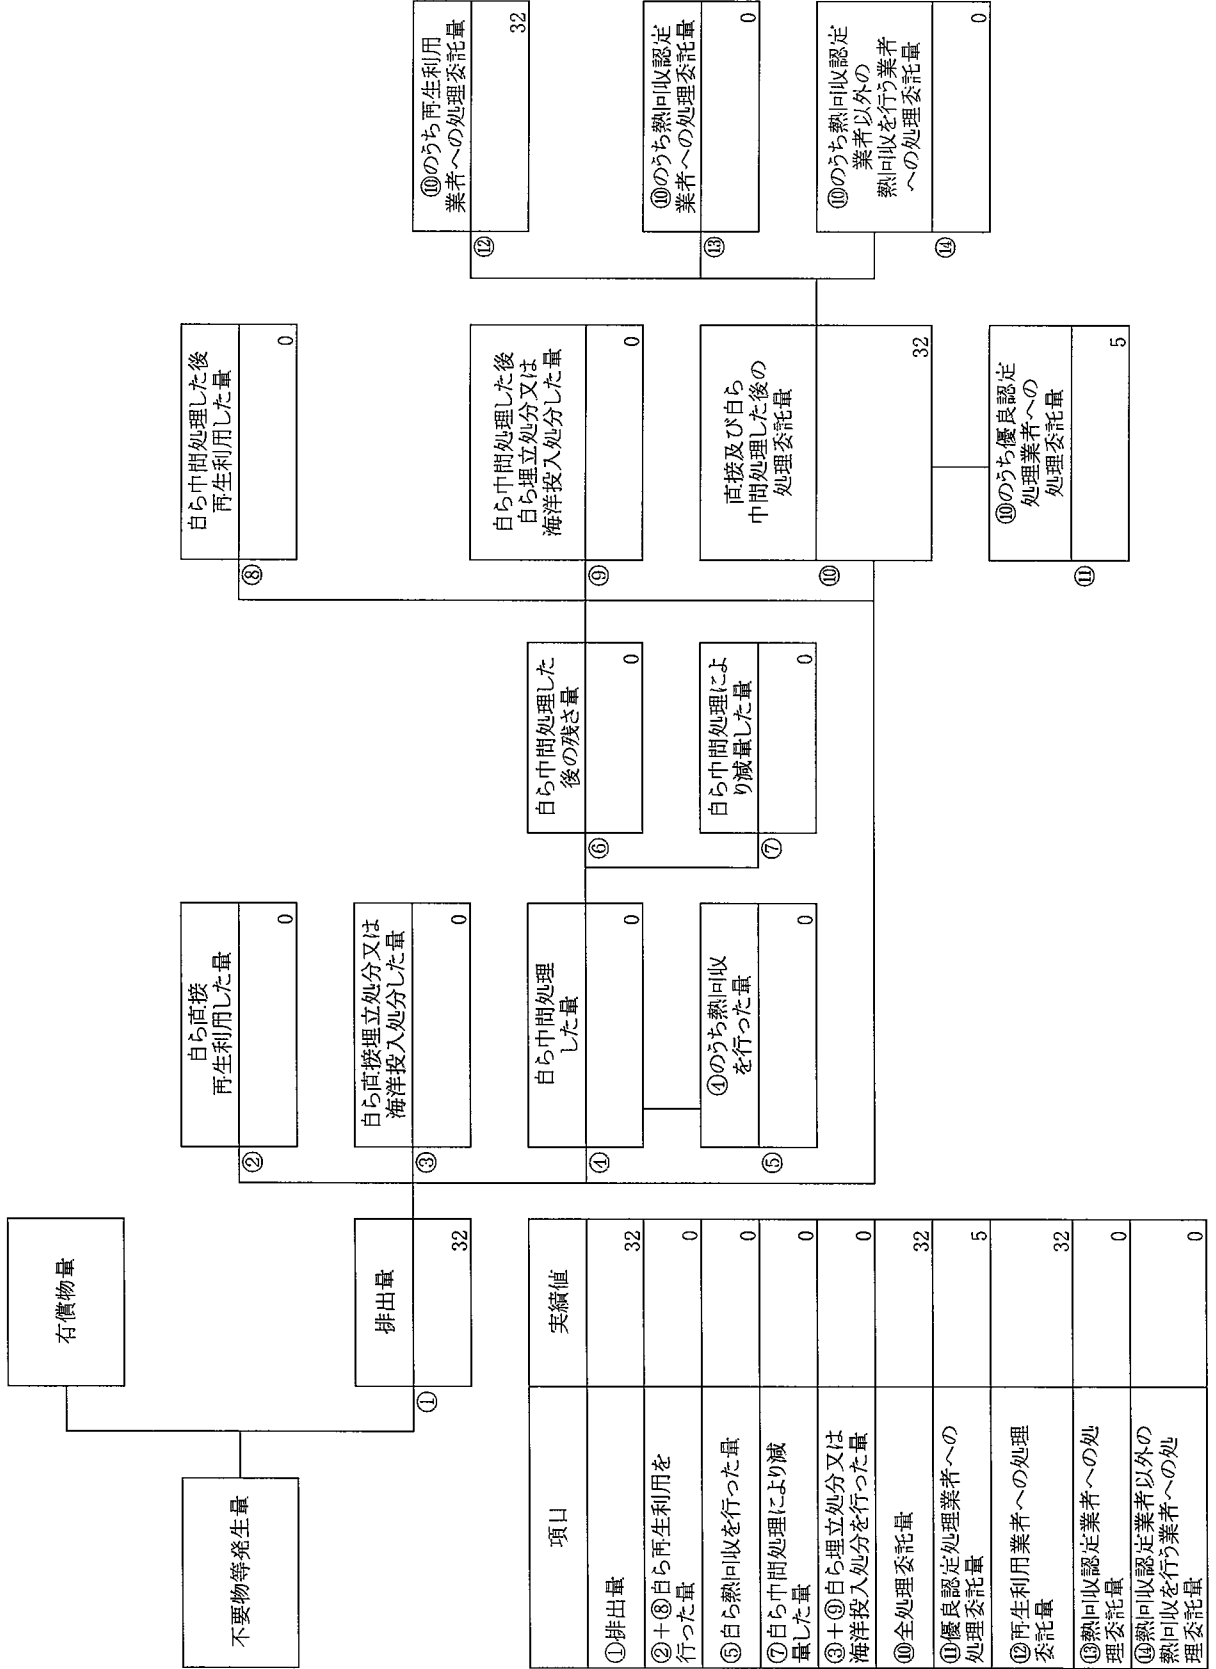 不要物等発生量
有償物量
①
排出量
32
②
自ら直接
再生利用した量
0
③
自ら直接埋立処分又は
海洋投入処分した量
0
④
自ら中間処理
した量
0
⑤
④のうち熱回収
を行った量
0
⑥
自ら中間処理した
後の残さ量
0
⑦
自ら中間処理によ
り減量した量
0
⑧
自ら中間処理した後
再生利用した量
0
⑨
自ら中間処理した後
自ら埋立処分又は
海洋投入処分した量
0
⑩
直接及び自ら
中間処理した後の
処理委託量
32
⑪
⑩のうち優良認定
処理業者への
処理委託量
5
⑫
⑩のうち再生利用
業者への処理委託量
32
⑬
⑩のうち熱回収認定
業者への処理委託量
0
⑭
⑩のうち熱回収認定
業者以外の
熱回収を行う業者
への処理委託量
0
項目 実績値
①排出量 32
②+⑧自ら再生利用を
行った量 0
⑤自ら熱回収を行った量 0
⑦自ら中間処理により減
量した量 0
③+⑨自ら埋立処分又は
海洋投入処分を行った量 0
⑩全処理委託量 32
⑪優良認定処理業者への
処理委託量 5
⑫再生利用業者への処理
委託量 32
⑬熱回収認定業者への処
理委託量 0
⑭熱回収認定業者以外の
熱回収を行う業者への処
理委託量 0